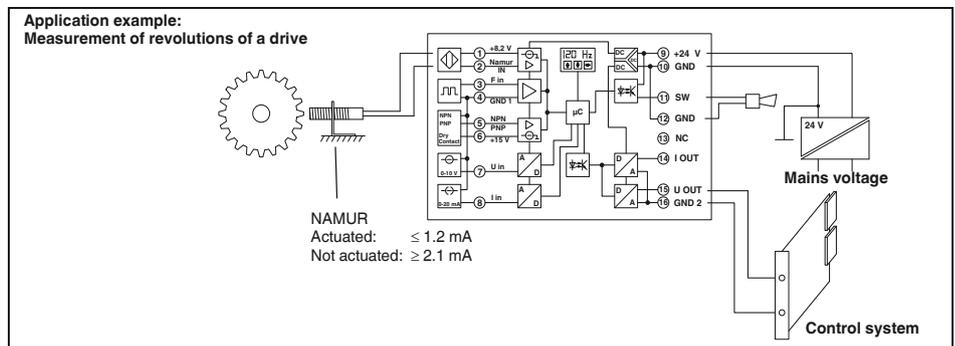 Application example:
Measurement of revolutions of a drive
NAMUR
Actuated: ≤ 1.2 mA
Not actuated: ≥ 2.1 mA
1 +8,2 V
2 Namur
IN
3 F in
4 GND 1
NPN
PNP
Dry
Contact
5 NPN
PNP
6 +15 V
0-10 V
7 U in
0-20 mA
8 I in
A
D
A
D
120 Hz
µC
DC
DC
DC
D
A
D
A
9 +24 V
10 GND
11 SW
12 GND
13 NC
14 I OUT
15 U OUT
16 GND 2
24 V
Mains voltage
Control system